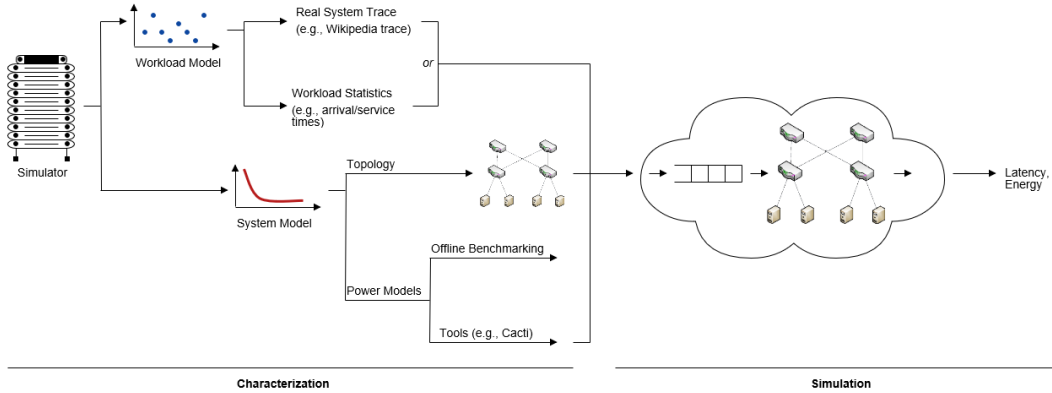 Real System Trace
(e.g., Wikipedia trace)
Workload Model
or
Workload Statistics
(e.g., arrival/service
times)
Simulator
Topology
System Model
Latency,
Energy
Offline Benchmarking
Power Models
Tools (e.g., Cacti)
Characterization
Simulation